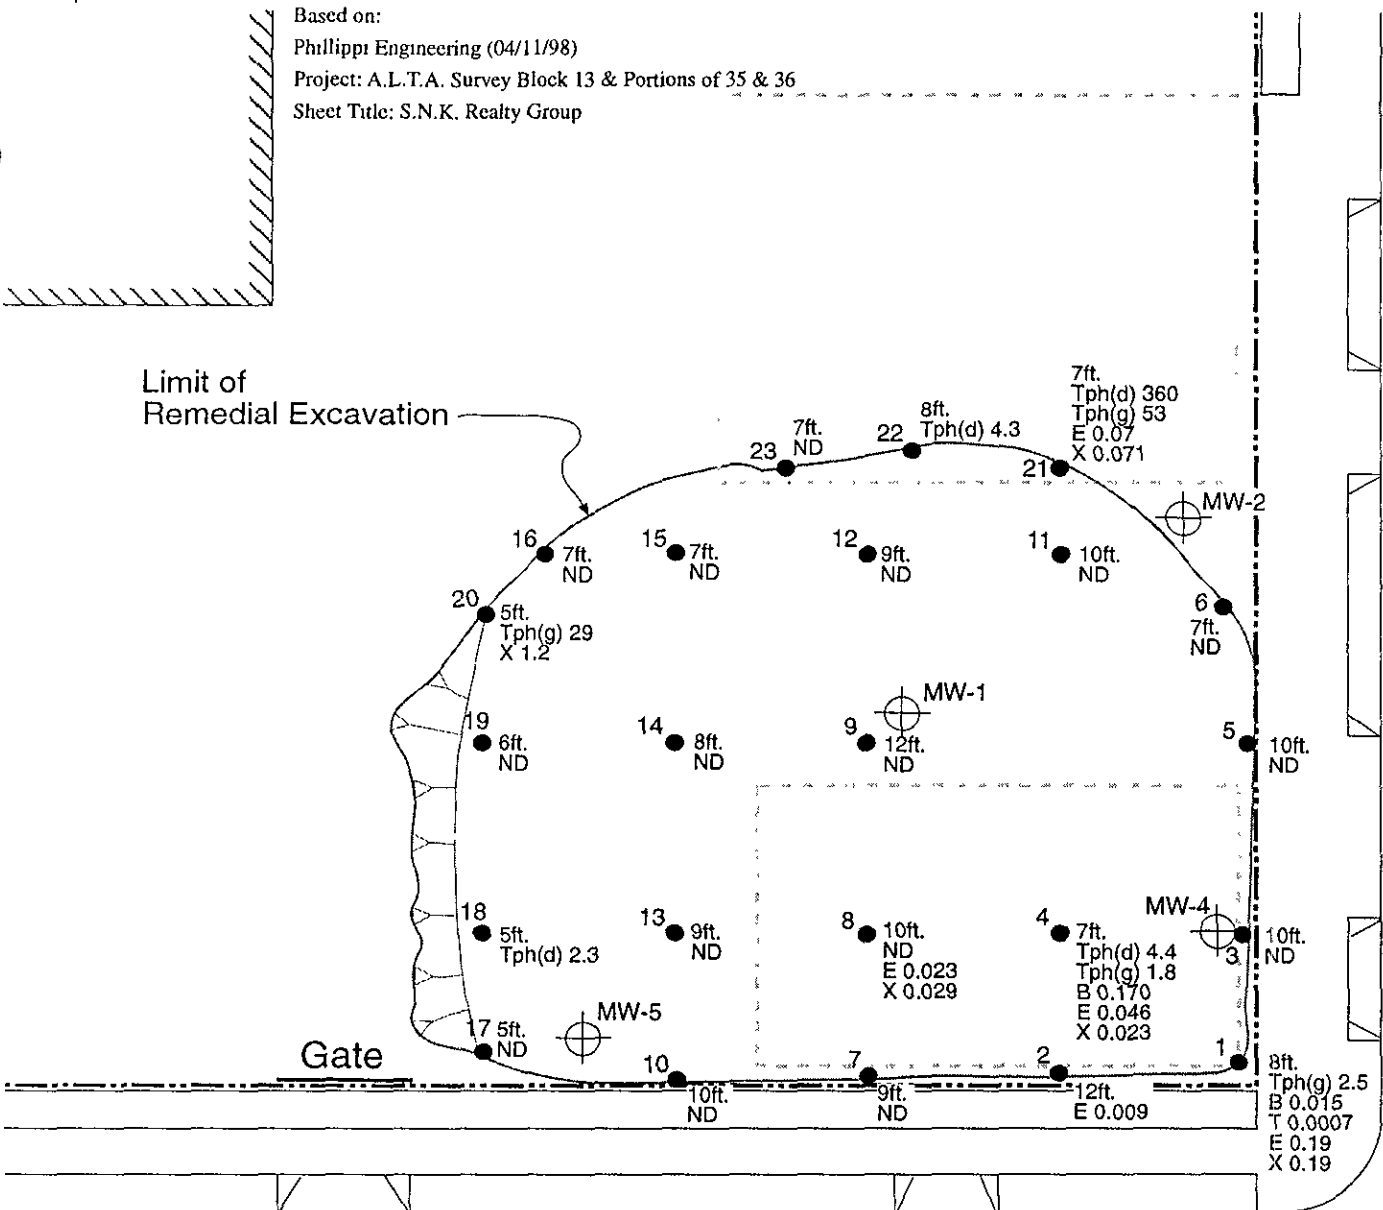 Based on:
Phillippi Engineering (04/11/98)
Project: A.L.T.A. Survey Block 13 & Portions of 35 & 36
Sheet Title: S.N.K. Realty Group
Limit of
Remedial Excavation
7ft.
Tph(d) 360
Tph(g) 53
E 0.07
X 0.071
21
8ft.
Tph(d) 4.3
22
7ft.
ND
23
MW-2
16
7ft.
ND
15
7ft.
ND
12
9ft.
ND
11
10ft.
ND
20
5ft.
Tph(g) 29
X 1.2
6
7ft.
ND
MW-1
19
6ft.
ND
14
8ft.
ND
9
12ft.
ND
5
10ft.
ND
18
5ft.
Tph(d) 2.3
13
9ft.
ND
8
10ft.
ND
E 0.023
X 0.029
4
7ft.
Tph(d) 4.4
Tph(g) 1.8
B 0.170
E 0.046
X 0.023
MW-4
3
10ft.
ND
MW-5
17
5ft.
ND
Gate
10
10ft.
ND
7
9ft.
ND
2
12ft.
E 0.009
1
8ft.
Tph(g) 2.5
B 0.015
T 0.0007
E 0.19
X 0.19